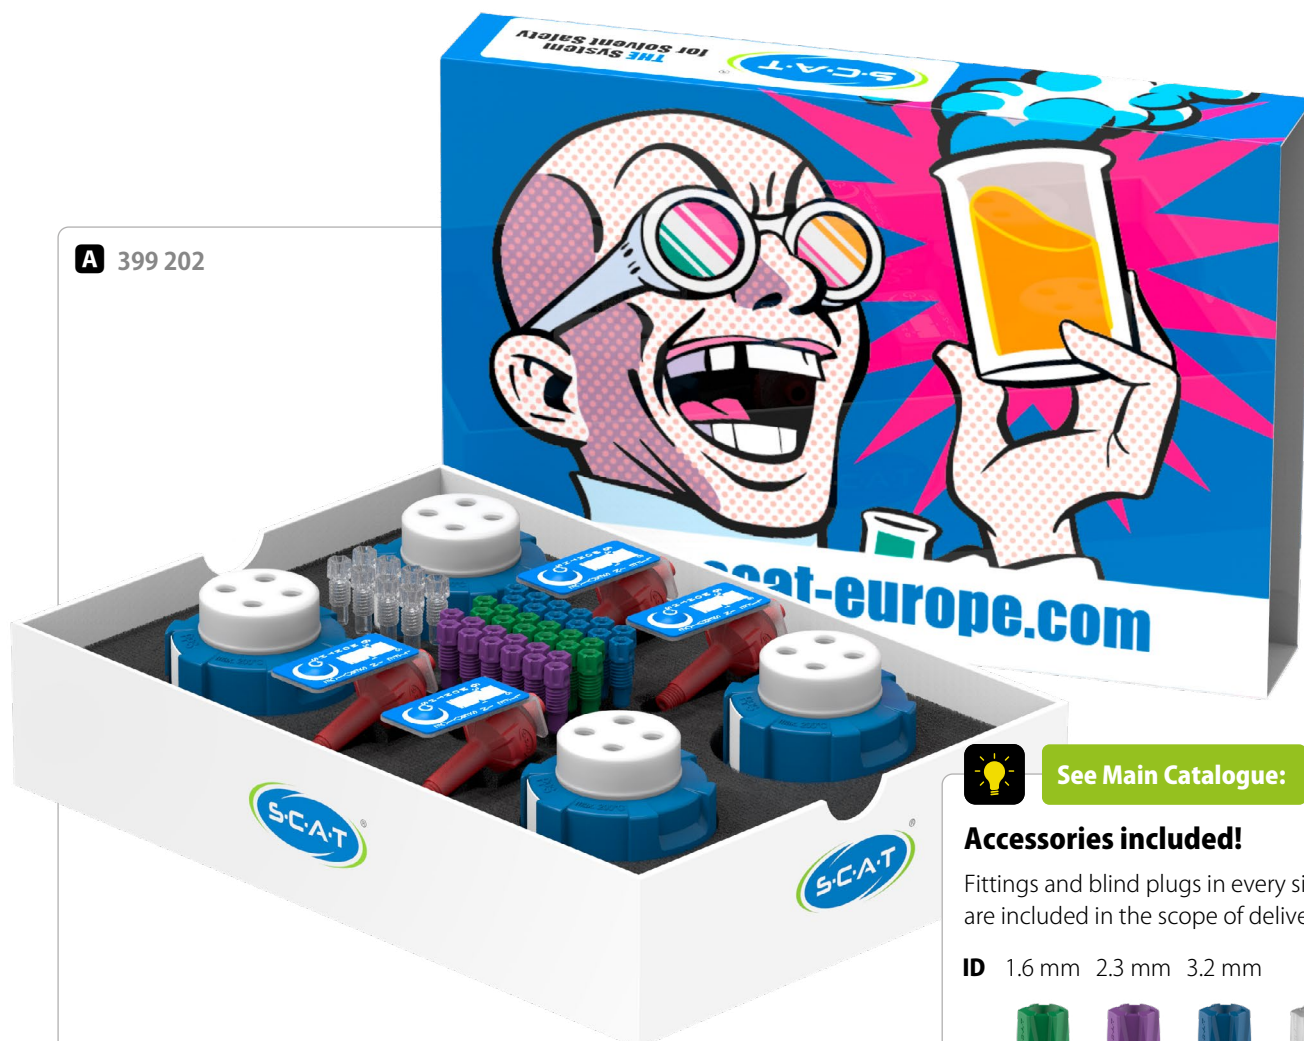 THE System
for Solvent Safety
S·C·A·T
®
A 399 202
scat-europe.com
S·C·A·T
®
S·C·A·T
®
See Main Catalogue:
Accessories included!
Fittings and blind plugs in every si
are included in the scope of delive
ID 1.6 mm 2.3 mm 3.2 mm